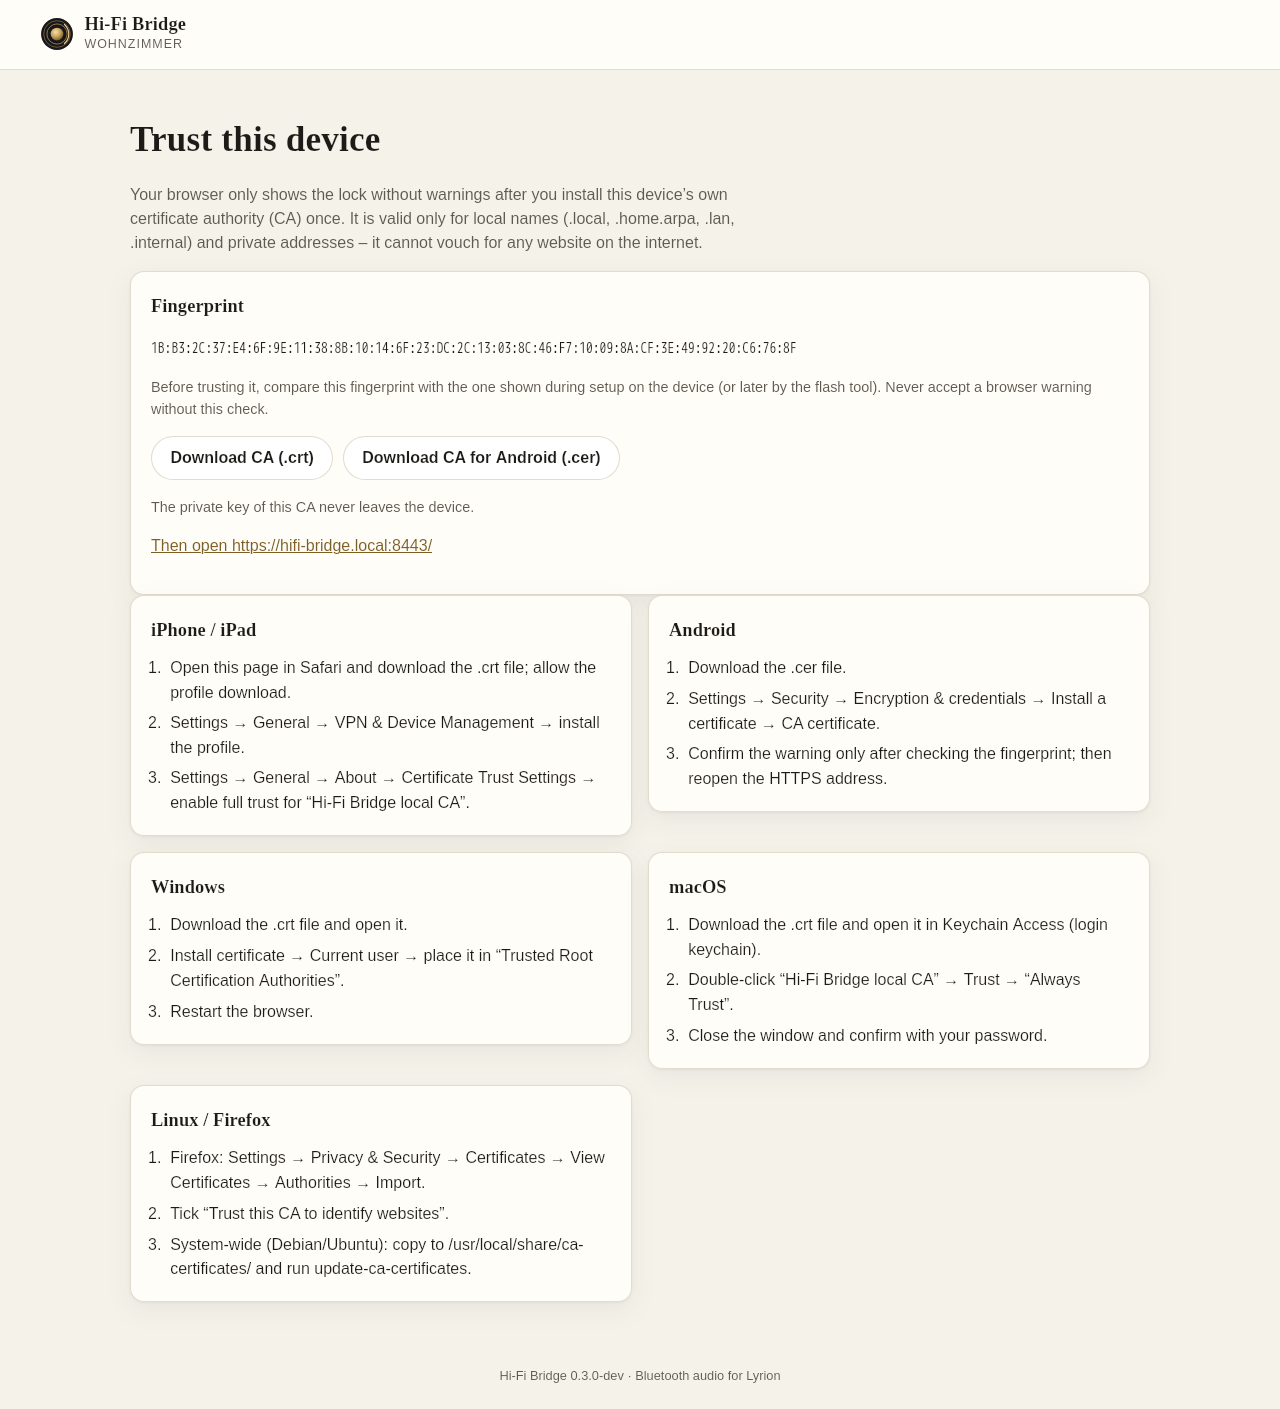 Hi-Fi Bridge
WOHNZIMMER
Trust this device
Your browser only shows the lock without warnings after you install this device’s own
certificate authority (CA) once. It is valid only for local names (.local, .home.arpa, .lan,
.internal) and private addresses – it cannot vouch for any website on the internet.
Fingerprint
1B:B3:2C:37:E4:6F:9E:11:38:8B:10:14:6F:23:DC:2C:13:03:8C:46:F7:10:09:8A:CF:3E:49:92:20:C6:76:8F
Before trusting it, compare this fingerprint with the one shown during setup on the device (or later by the flash tool). Never accept a browser warning
without this check.
Download CA (.crt)
Download CA for Android (.cer)
The private key of this CA never leaves the device.
Then open https://hifi-bridge.local:8443/
iPhone / iPad
1. Open this page in Safari and download the .crt file; allow the
profile download.
2. Settings → General → VPN & Device Management → install
the profile.
3. Settings → General → About → Certificate Trust Settings →
enable full trust for “Hi-Fi Bridge local CA”.
Android
1. Download the .cer file.
2. Settings → Security → Encryption & credentials → Install a
certificate → CA certificate.
3. Confirm the warning only after checking the fingerprint; then
reopen the HTTPS address.
Windows
1. Download the .crt file and open it.
2. Install certificate → Current user → place it in “Trusted Root
Certification Authorities”.
3. Restart the browser.
macOS
1. Download the .crt file and open it in Keychain Access (login
keychain).
2. Double-click “Hi-Fi Bridge local CA” → Trust → “Always
Trust”.
3. Close the window and confirm with your password.
Linux / Firefox
1. Firefox: Settings → Privacy & Security → Certificates → View
Certificates → Authorities → Import.
2. Tick “Trust this CA to identify websites”.
3. System-wide (Debian/Ubuntu): copy to /usr/local/share/ca-
certificates/ and run update-ca-certificates.
Hi-Fi Bridge 0.3.0-dev · Bluetooth audio for Lyrion